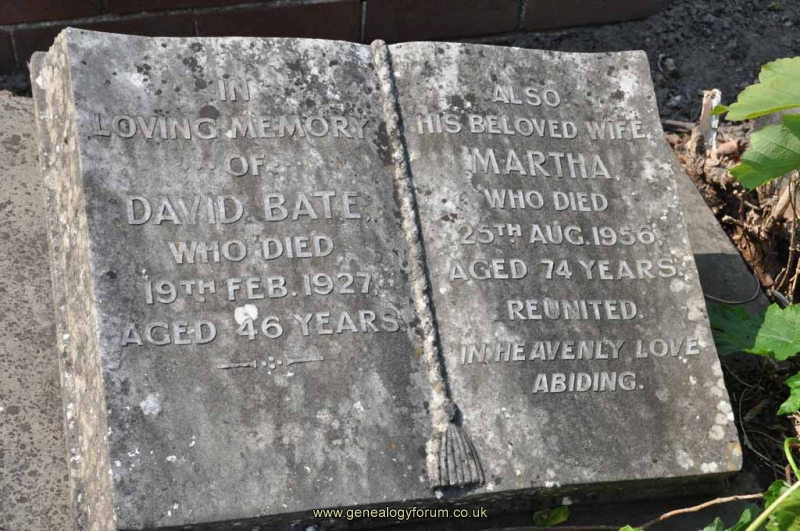 IN
LOVING MEMORY
OF
DAVID BATE
WHO DIED
19TH FEB. 1927,
AGED 46 YEARS.
ALSO
HIS BELOVED WIFE,
MARTHA,
WHO DIED
25TH AUG. 1956,
AGED 74 YEARS.
REUNITED.
IN HEAVENLY LOVE
ABIDING.
www.genealogyforum.co.uk